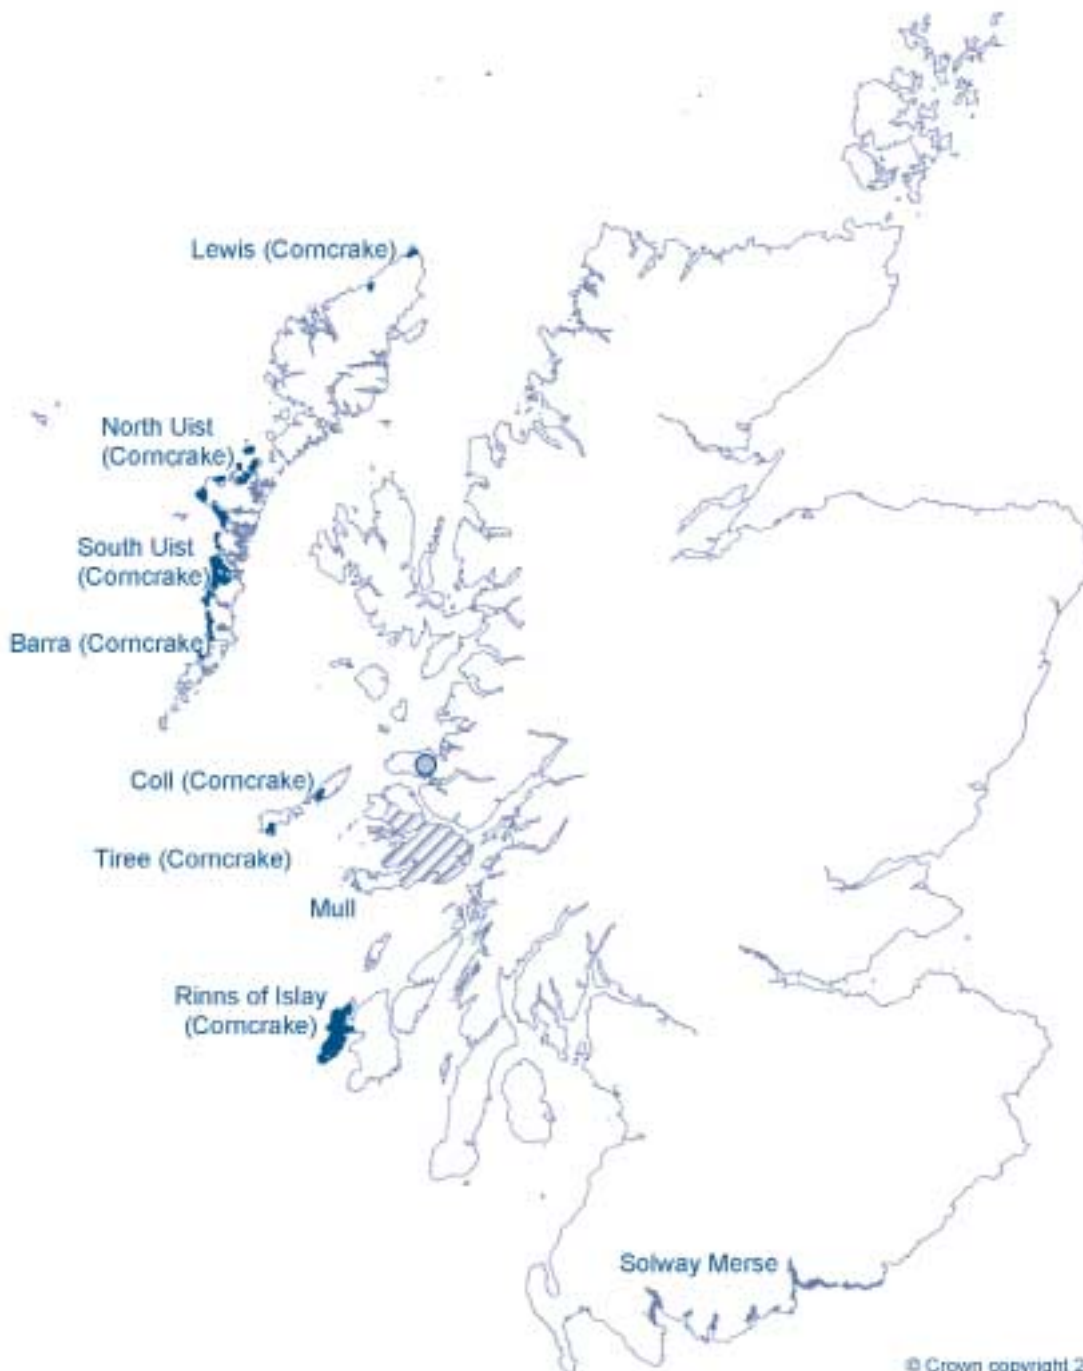 Lewis (Corncrake)
North Uist
(Corncrake)
South Uist
(Corncrake)
Barra (Corncrake)
Coll (Corncrake)
Tiree (Corncrake)
Mull
Rinns of Islay
(Corncrake)
Solway Merse
© Crown copyright 2